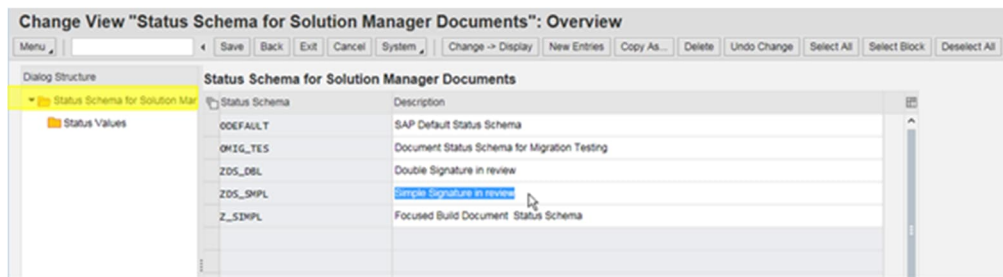 Change View "Status Schema for Solution Manager Documents": Overview
Menu Save Back Exit Cancel System Change -> Display New Entries Copy As... Delete Undo Change Select All Select Block Deselect All
Dialog Structure
Status Schema for Solution Mar
Status Values
Status Schema for Solution Manager Documents
Status Schema Description
0DEFAULT SAP Default Status Schema
0MIG_TES Document Status Schema for Migration Testing
ZDS_DBL Double Signature in review
ZDS_SMPL Simple Signature in review
Z_SIMPL Focused Build Document Status Schema